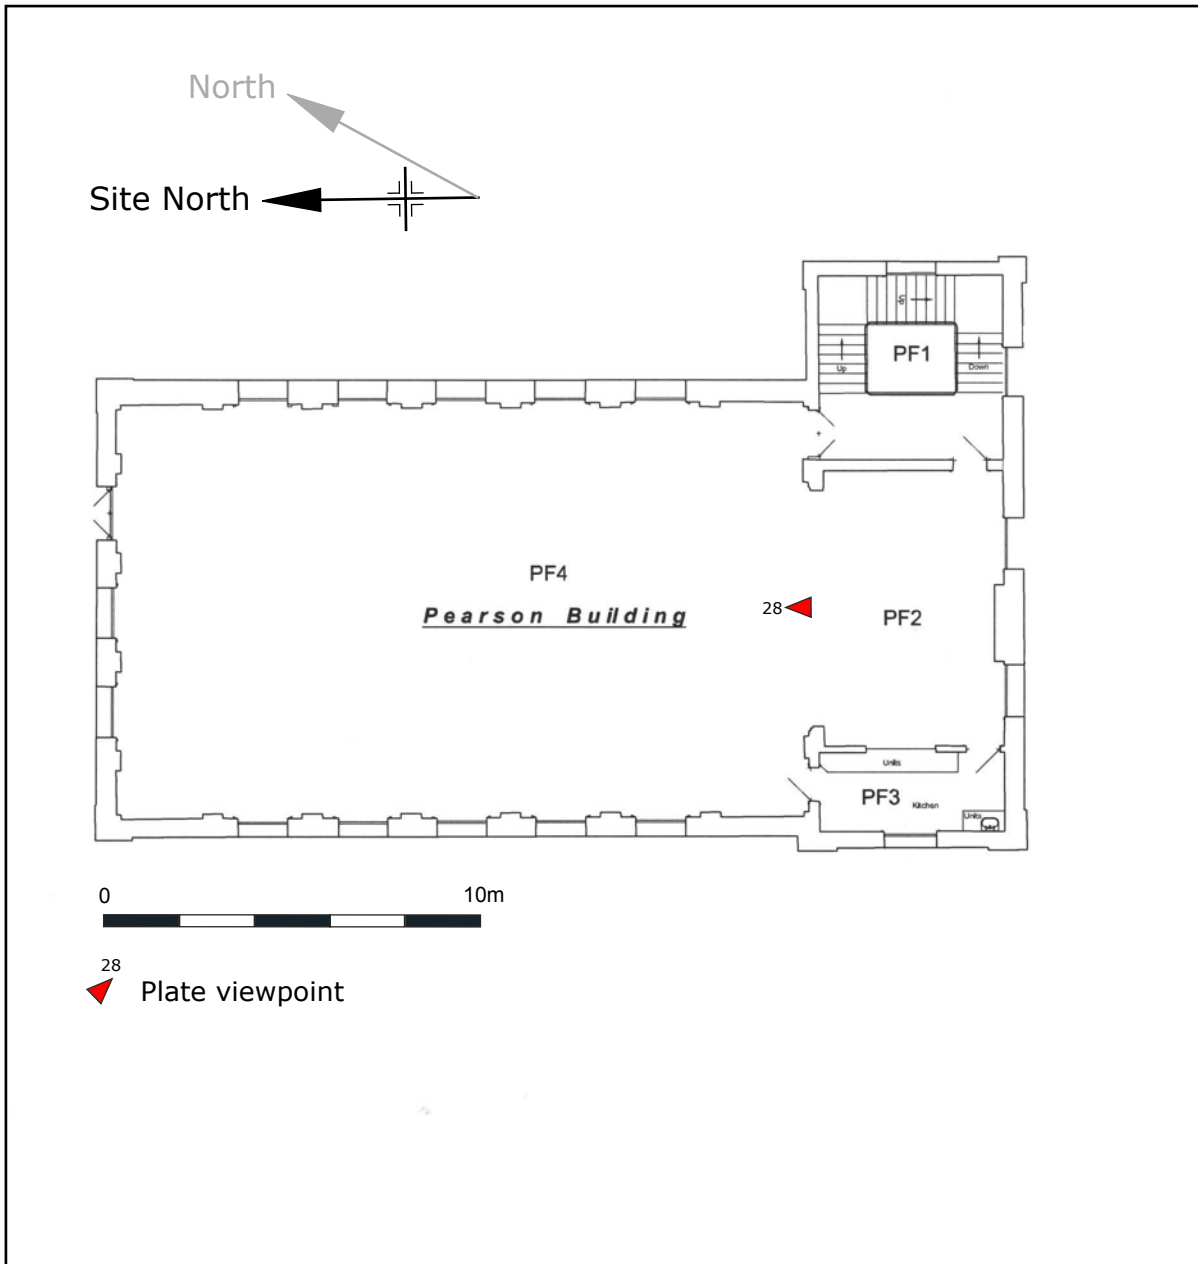 North
Site North
Up
PF1
Up
Down
PF4
Pearson Building
28
PF2
Units
PF3
Kitchen
Units
0
10m
28
Plate viewpoint